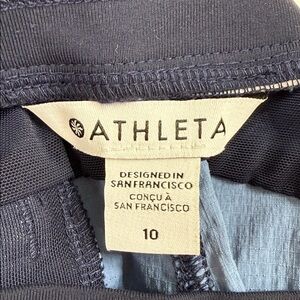 ATHLETA
DESIGNED IN
SAN FRANCISCO
CONÇU À
SAN FRANCISCO
10